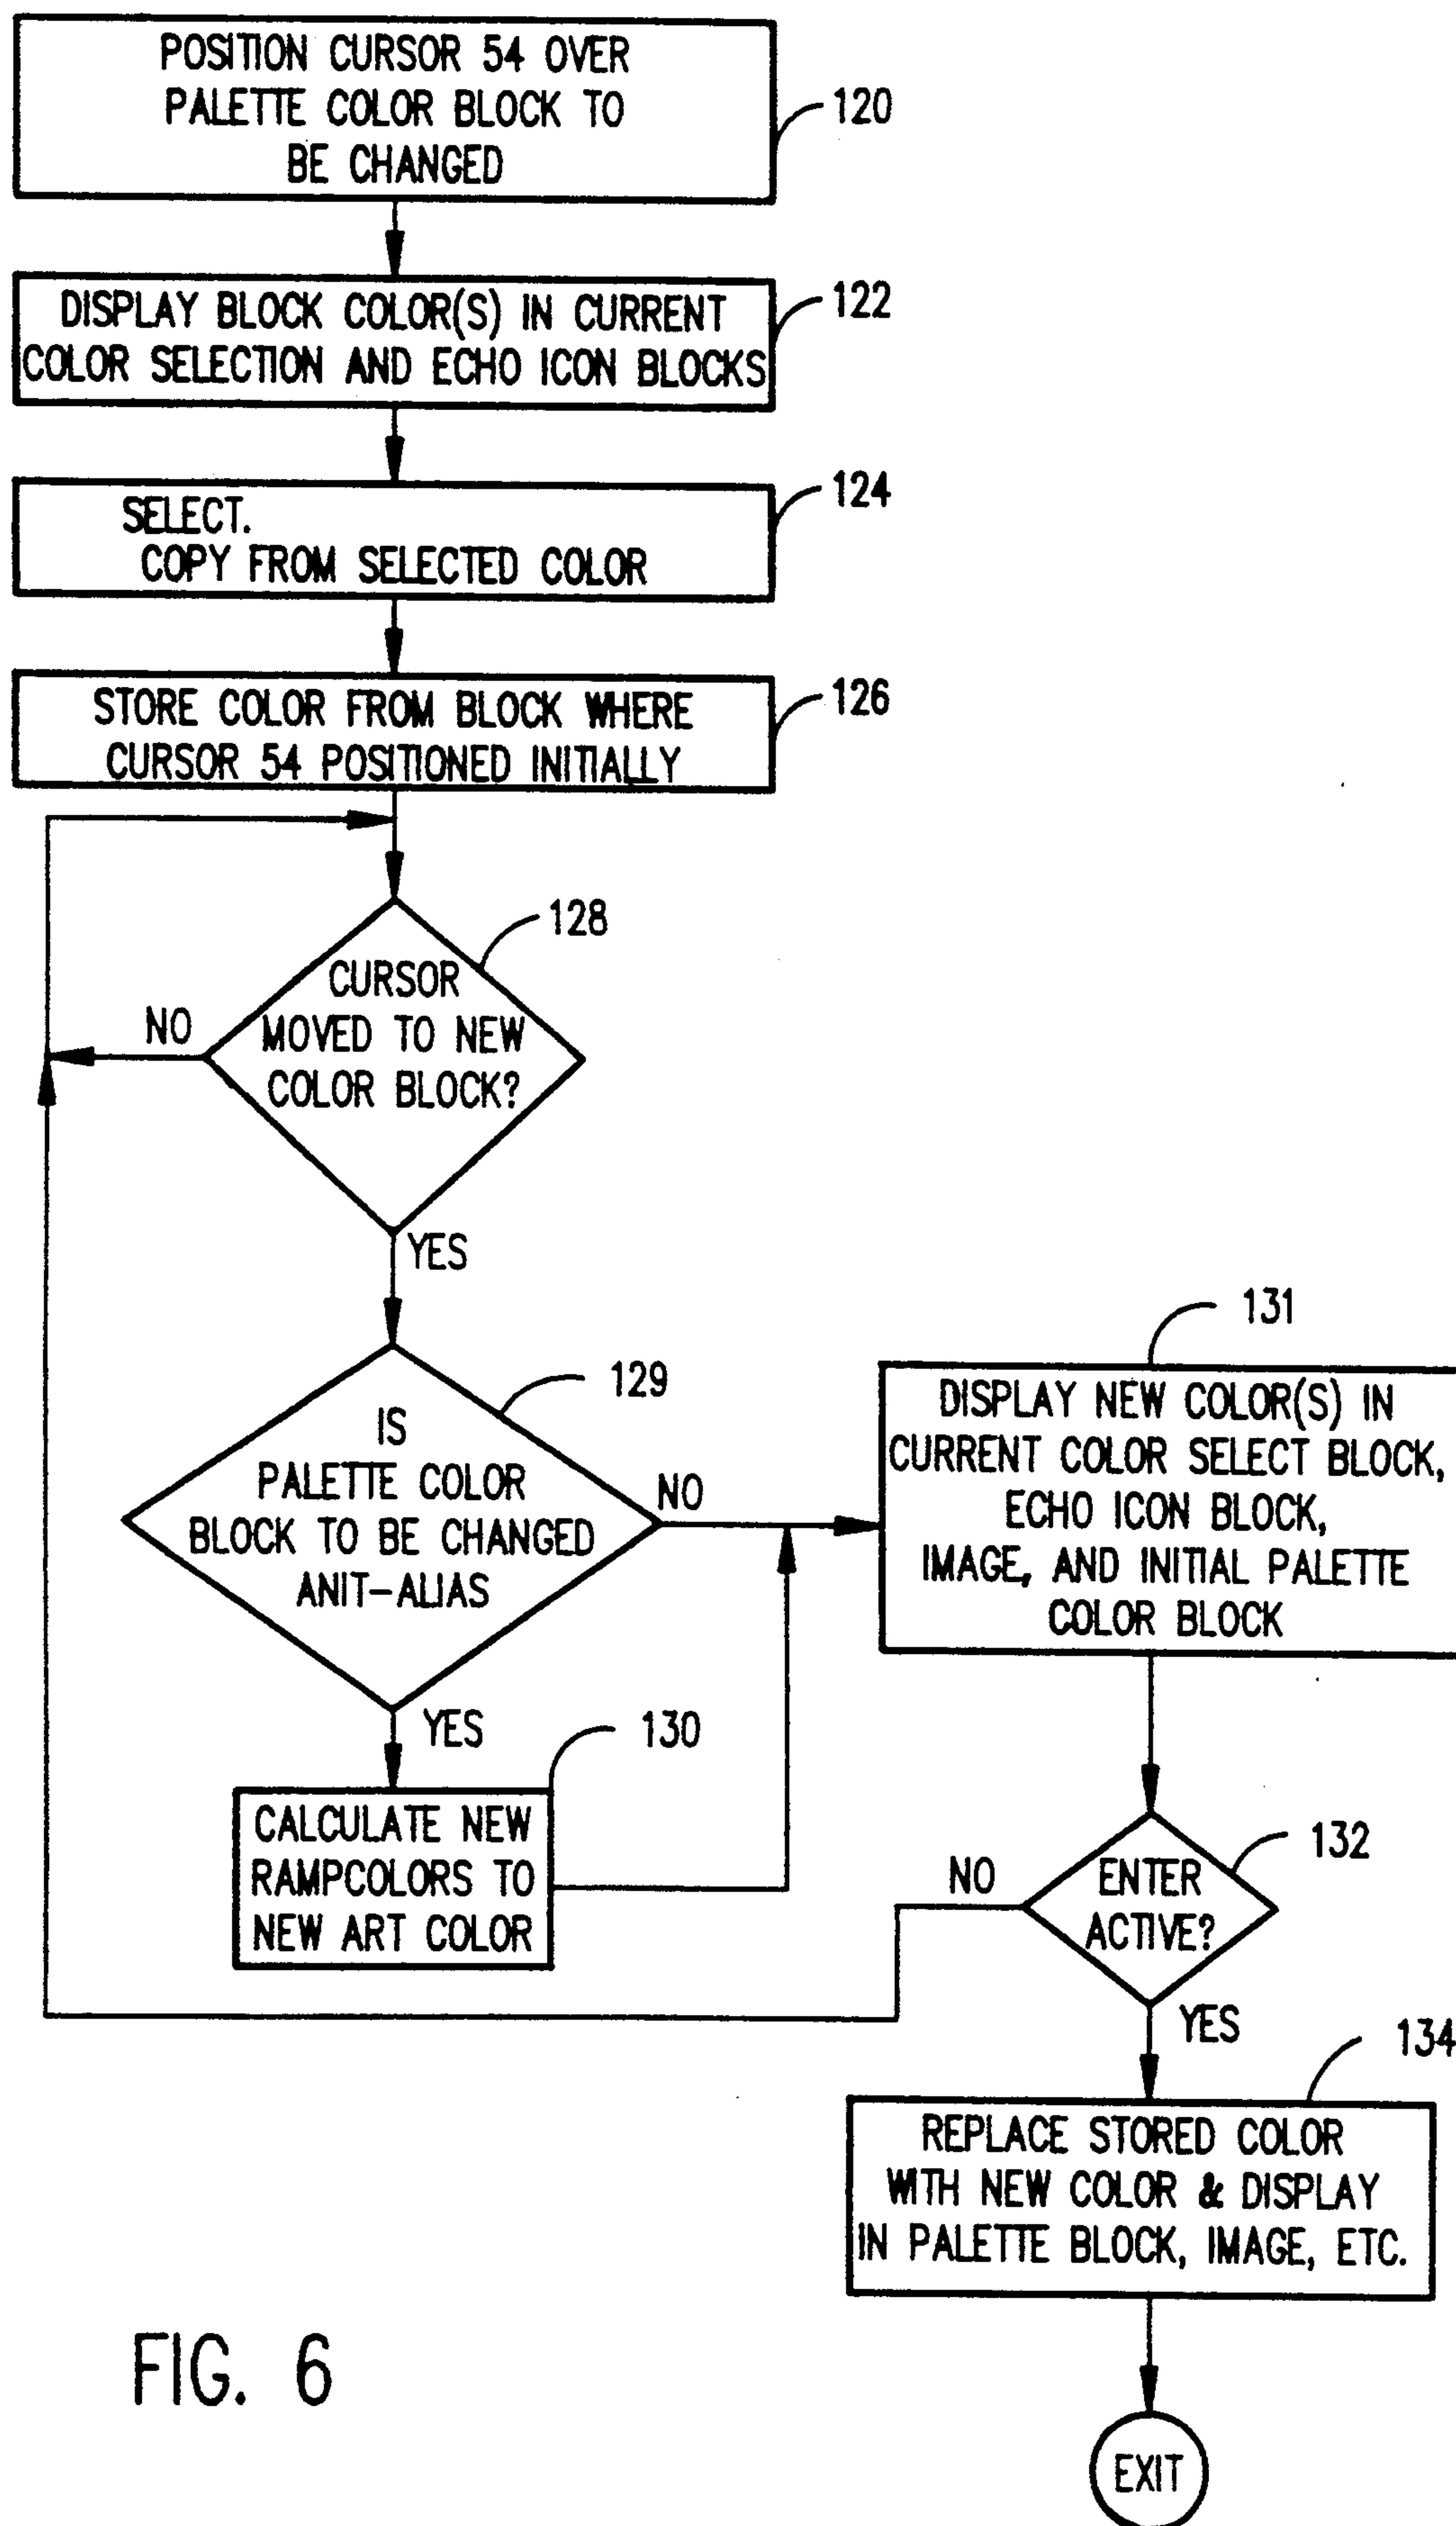 POSITION CURSOR 54 OVER
PALETTE COLOR BLOCK TO
BE CHANGED
120
DISPLAY BLOCK COLOR(S) IN CURRENT
COLOR SELECTION AND ECHO ICON BLOCKS
122
SELECT.
COPY FROM SELECTED COLOR
124
STORE COLOR FROM BLOCK WHERE
CURSOR 54 POSITIONED INITIALLY
126
CURSOR
MOVED TO NEW
COLOR BLOCK?
128
NO
YES
IS
PALETTE COLOR
BLOCK TO BE CHANGED
ANIT-ALIAS
129
NO
YES
CALCULATE NEW
RAMPCOLORS TO
NEW ART COLOR
130
131
DISPLAY NEW COLOR(S) IN
CURRENT COLOR SELECT BLOCK,
ECHO ICON BLOCK,
IMAGE, AND INITIAL PALETTE
COLOR BLOCK
ENTER
ACTIVE?
132
NO
YES
134
REPLACE STORED COLOR
WITH NEW COLOR & DISPLAY
IN PALETTE BLOCK, IMAGE, ETC.
EXIT
FIG. 6